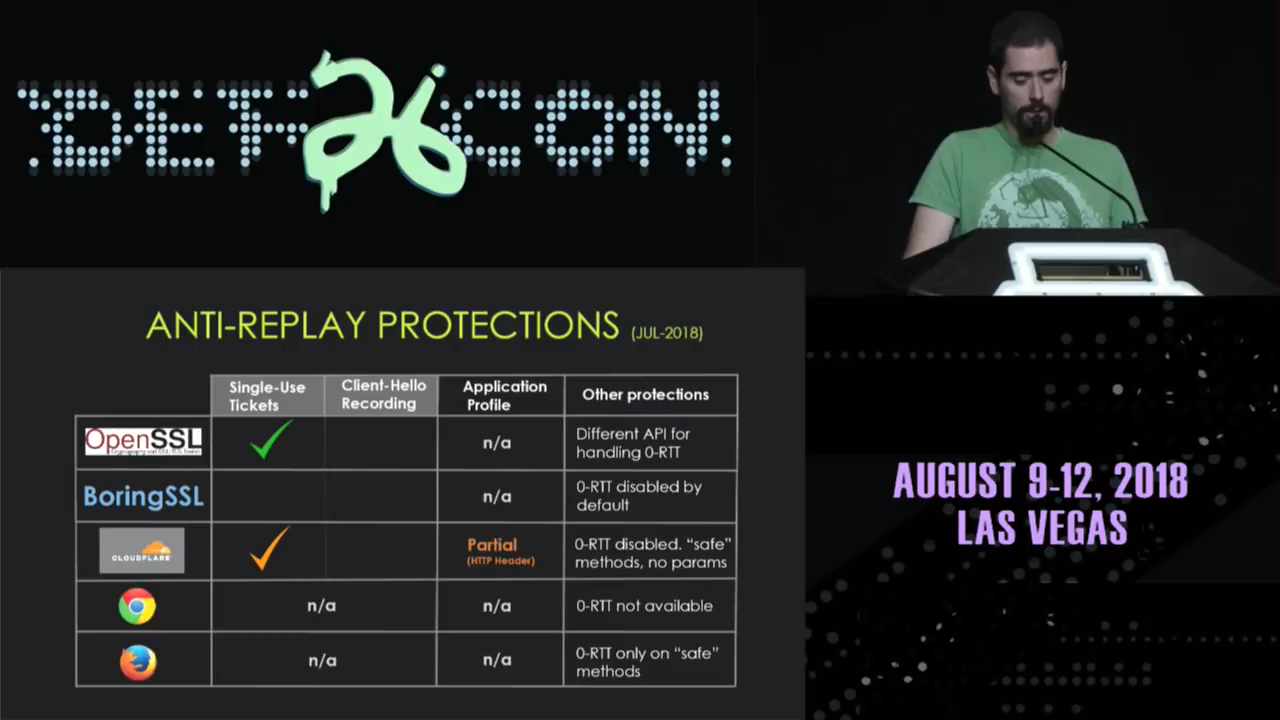 DEF 26 CON
ANTI-REPLAY PROTECTIONS (JUL-2018)
Single-Use
Tickets
Client-Hello
Recording
Application
Profile
Other protections
OpenSSL
n/a
Different API for
handling 0-RTT
BoringSSL
n/a
0-RTT disabled by
default
CLOUDFLARE
Partial
(HTTP Header)
0-RTT disabled. “safe”
methods, no params
n/a
n/a
0-RTT not available
n/a
n/a
0-RTT only on “safe”
methods
AUGUST 9-12, 2018
LAS VEGAS